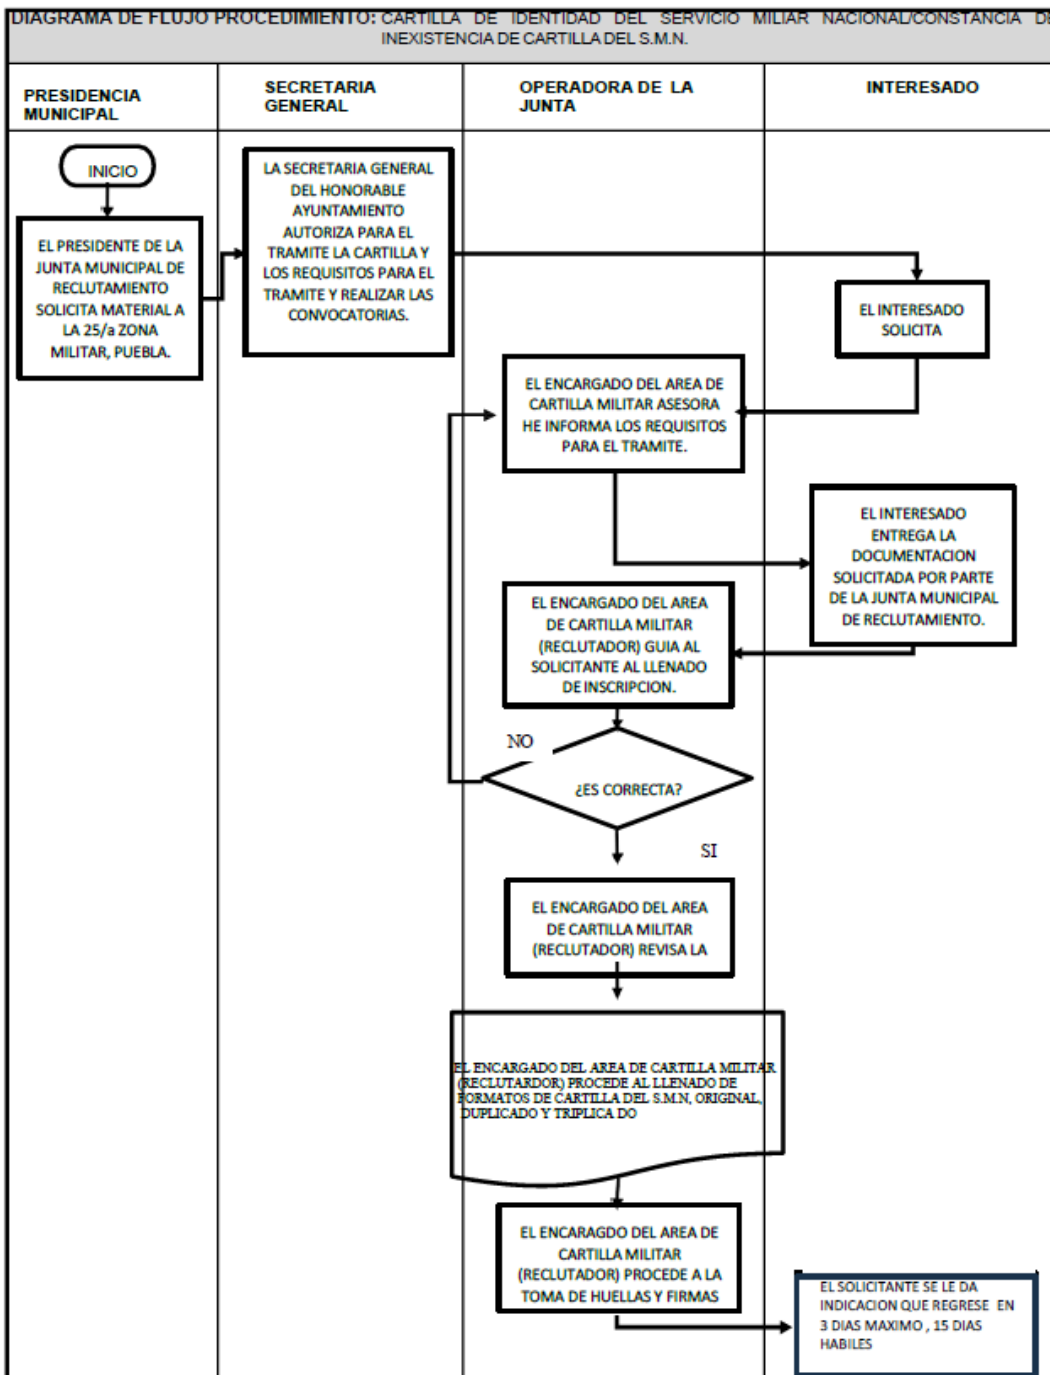 DIAGRAMA DE FLUJO PROCEDIMIENTO: CARTILLA DE IDENTIDAD DEL SERVICIO MILIAR NACIONAL/CONSTANCIA DE
INEXISTENCIA DE CARTILLA DEL S.M.N.
PRESIDENCIA
MUNICIPAL
SECRETARIA
GENERAL
OPERADORA DE LA
JUNTA
INTERESADO
INICIO
EL PRESIDENTE DE LA
JUNTA MUNICIPAL DE
RECLUTAMIENTO
SOLICITA MATERIAL A
LA 25/a ZONA
MILITAR, PUEBLA.
LA SECRETARIA GENERAL
DEL HONORABLE
AYUNTAMIENTO
AUTORIZA PARA EL
TRAMITE LA CARTILLA Y
LOS REQUISITOS PARA EL
TRAMITE Y REALIZAR LAS
CONVOCATORIAS.
EL INTERESADO
SOLICITA
EL ENCARGADO DEL AREA DE
CARTILLA MILITAR ASESORA
HE INFORMA LOS REQUISITOS
PARA EL TRAMITE.
EL INTERESADO
ENTREGA LA
DOCUMENTACION
SOLICITADA POR PARTE
DE LA JUNTA MUNICIPAL
DE RECLUTAMIENTO.
EL ENCARGADO DEL AREA
DE CARTILLA MILITAR
(RECLUTADOR) GUIA AL
SOLICITANTE AL LLENADO
DE INSCRIPCION.
NO
¿ES CORRECTA?
SI
EL ENCARGADO DEL AREA
DE CARTILLA MILITAR
(RECLUTADOR) REVISA LA
EL ENCARGADO DEL AREA DE CARTILLA MILITAR
(RECLUTARDOR) PROCEDE AL LLENADO DE
FORMATOS DE CARTILLA DEL S.M.N, ORIGINAL,
DUPLICADO Y TRIPLICA DO
EL ENCARAGDO DEL AREA DE
CARTILLA MILITAR
(RECLUTADOR) PROCEDE A LA
TOMA DE HUELLAS Y FIRMAS
EL SOLICITANTE SE LE DA
INDICACION QUE REGRESE EN
3 DIAS MAXIMO , 15 DIAS
HABILES